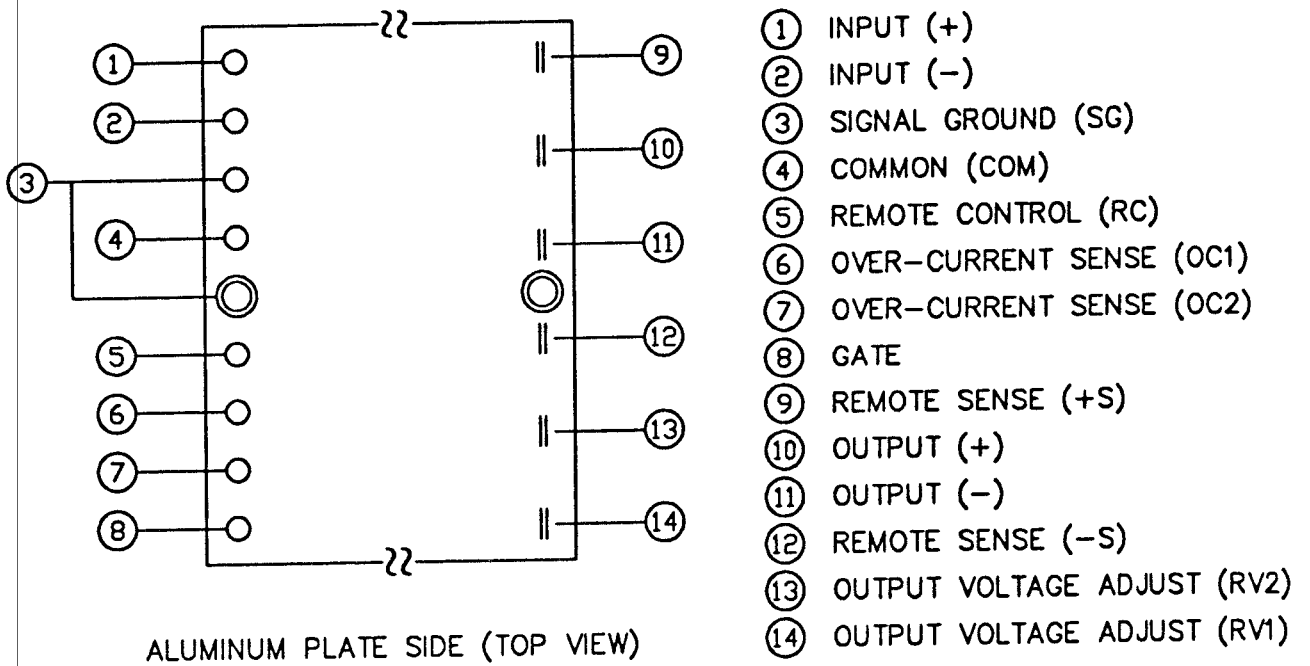 1
2
3
4
5
6
7
8
9
10
11
12
13
14
ALUMINUM PLATE SIDE (TOP VIEW)
1 INPUT (+)
2 INPUT (−)
3 SIGNAL GROUND (SG)
4 COMMON (COM)
5 REMOTE CONTROL (RC)
6 OVER−CURRENT SENSE (OC1)
7 OVER−CURRENT SENSE (OC2)
8 GATE
9 REMOTE SENSE (+S)
10 OUTPUT (+)
11 OUTPUT (−)
12 REMOTE SENSE (−S)
13 OUTPUT VOLTAGE ADJUST (RV2)
14 OUTPUT VOLTAGE ADJUST (RV1)